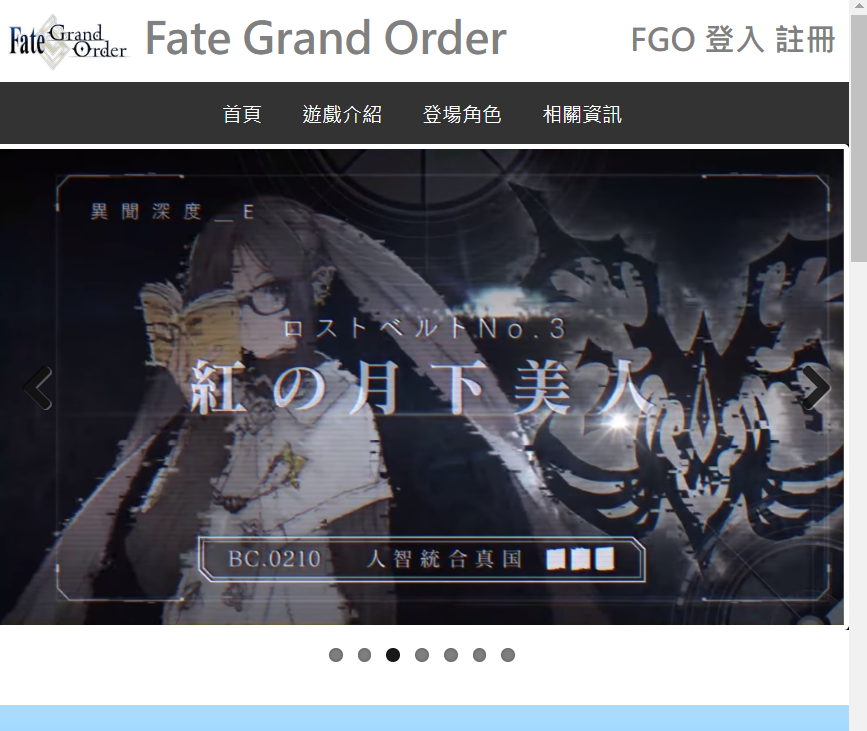 Fate Grand Order
Fate Grand Order
FGO 登入 註冊
首頁 遊戲介紹 登場角色 相關資訊
異聞深度__E
ロストベルトNo.3
紅の月下美人
BC.0210 人智統合真国